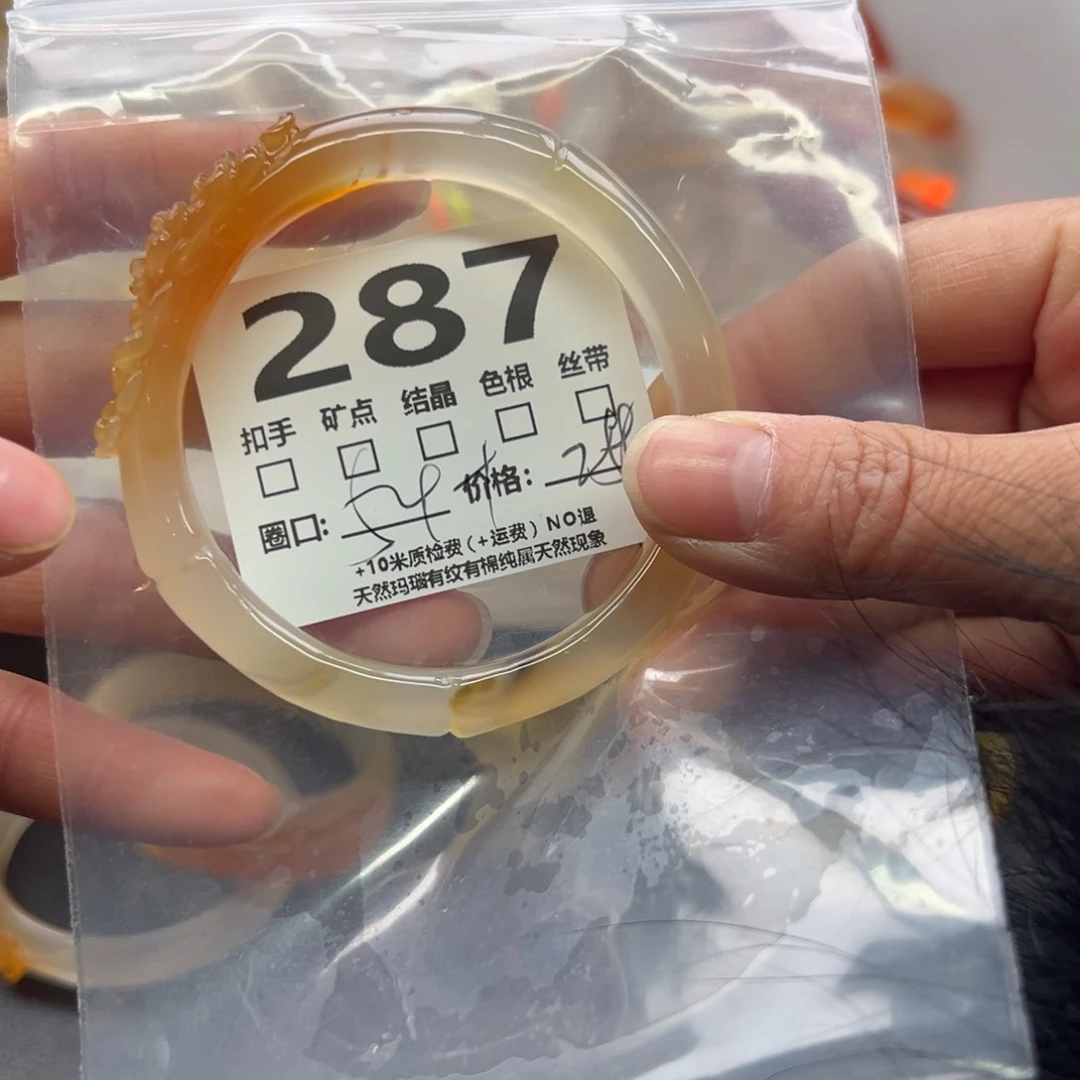 287
扣手 矿点 结晶 色根 丝带
圈口: 54 价格:
+10米质检费（+运费）NO退
天然玛瑙有纹有棉纯属天然现象